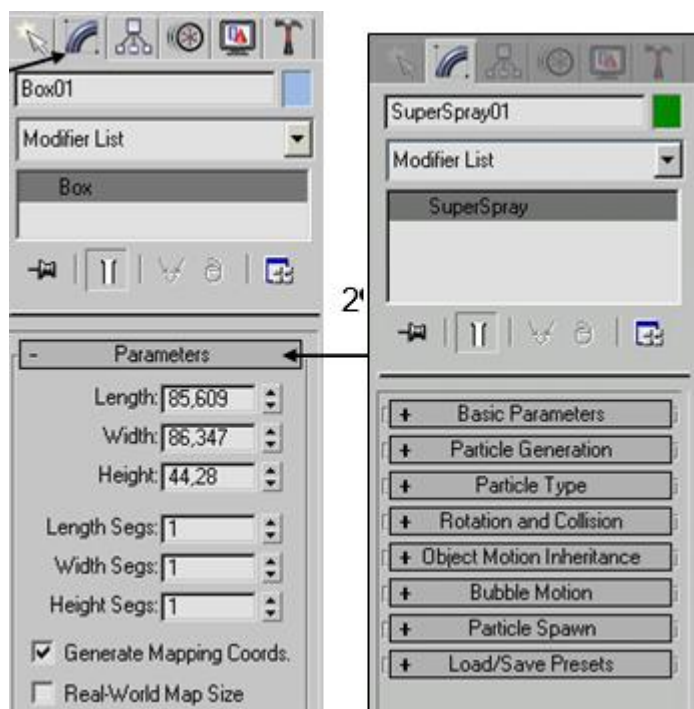 Box01
Modifier List
Box
- Parameters
Length: 85,609
Width: 86,347
Height: 44,28
Length Segs: 1
Width Segs: 1
Height Segs: 1
Generate Mapping Coords.
Real-World Map Size
SuperSpray01
Modifier List
SuperSpray
+ Basic Parameters
+ Particle Generation
+ Particle Type
+ Rotation and Collision
+ Object Motion Inheritance
+ Bubble Motion
+ Particle Spawn
+ Load/Save Presets